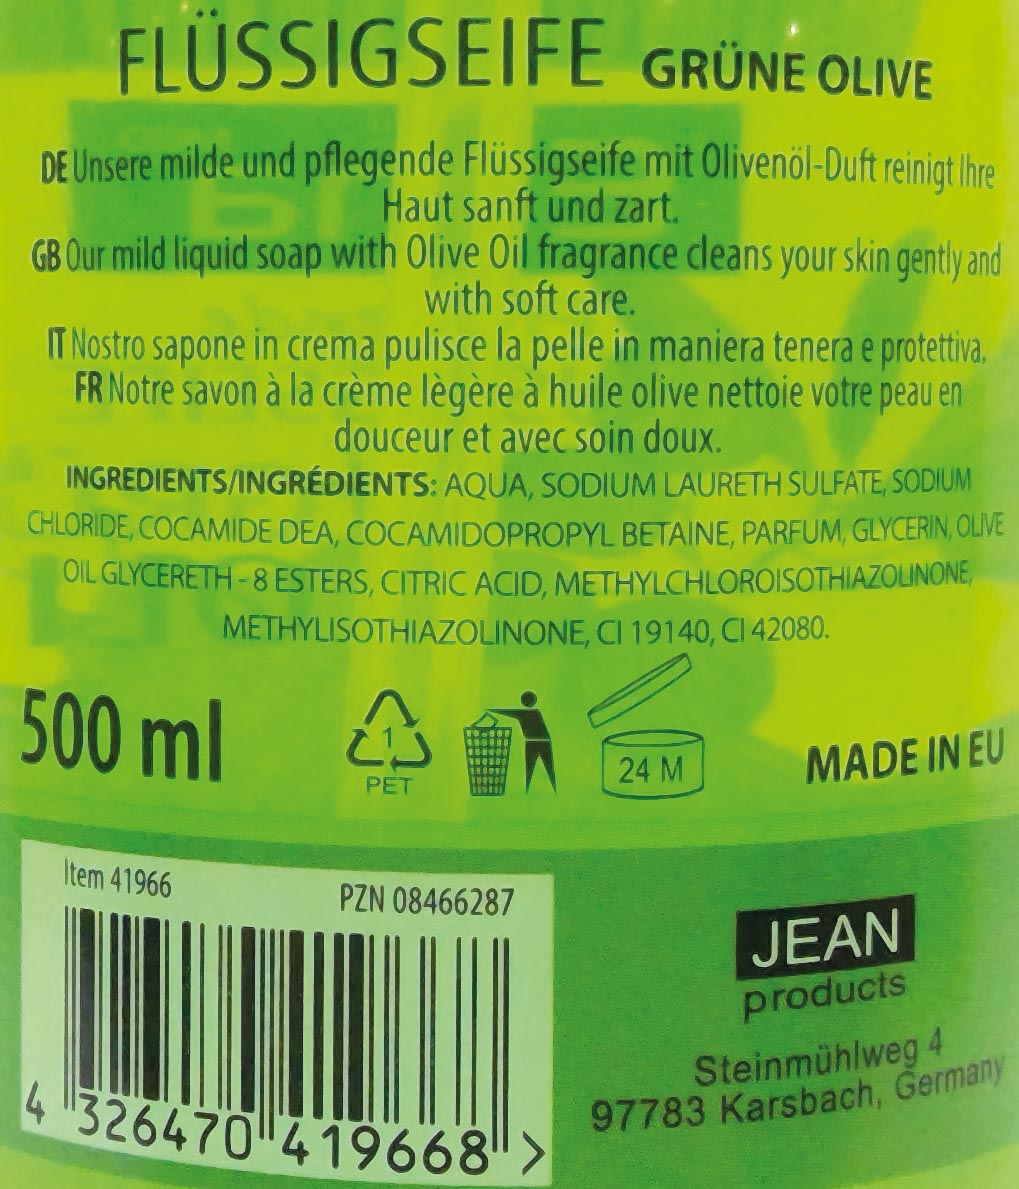 FLÜSSIGSEIFE GRÜNE OLIVE
DE Unsere milde und pflegende Flüssigseife mit Olivenöl-Duft reinigt Ihre
Haut sanft und zart.
GB Our mild liquid soap with Olive Oil fragrance cleans your skin gently and
with soft care.
IT Nostro sapone in crema pulisce la pelle in maniera tenera e protettiva.
FR Notre savon à la crème lègère à huile olive nettoie votre peau en
douceur et avec soin doux.
INGREDIENTS/INGRÉDIENTS: AQUA, SODIUM LAURETH SULFATE, SODIUM
CHLORIDE, COCAMIDE DEA, COCAMIDOPROPYL BETAINE, PARFUM, GLYCERIN, OLIVE
OIL GLYCERETH - 8 ESTERS, CITRIC ACID, METHYLCHLOROISOTHIAZOLINONE,
METHYLISOTHIAZOLINONE, CI 19140, CI 42080.
500 ml
1
PET
24 M
MADE IN EU
Item 41966
PZN 08466287
4 326470 419668 >
JEAN
products
Steinmühlweg 4
97783 Karsbach, Germany